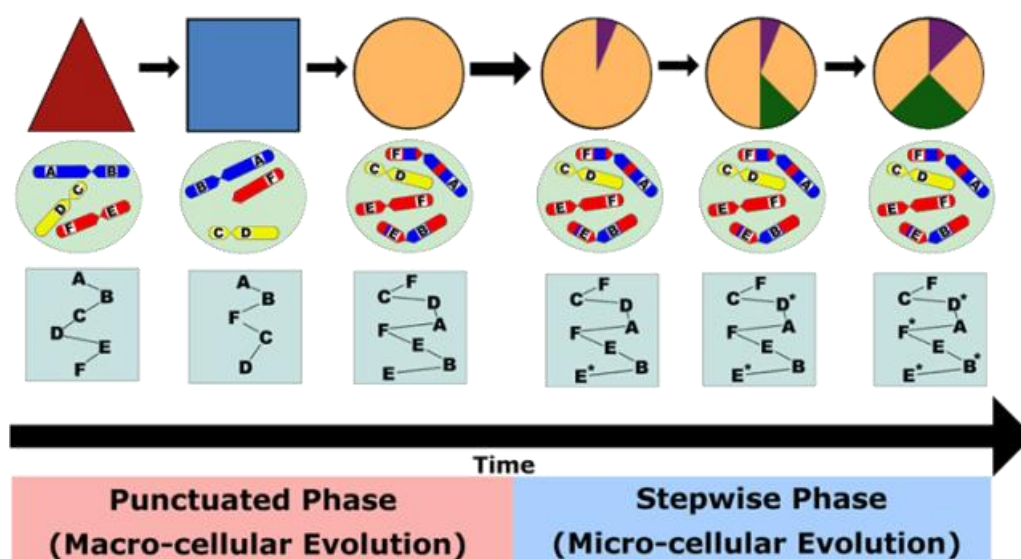 A B
C
D
F E
A
B
F
C D
F
C D
A
E F
E B
F
C D
A
E F
E B
F
C D
A
E F
E B
F
C D
A
E F
E B
A
B
C
D
E
F
A
B
F
C
D
F
C D
F A
E
E B
F
C D
F A
E
E* B
F
C D*
F A
E
E* B
F
C D*
F* A
E
E* B*
Time
Punctuated Phase
(Macro-cellular Evolution)
Stepwise Phase
(Micro-cellular Evolution)